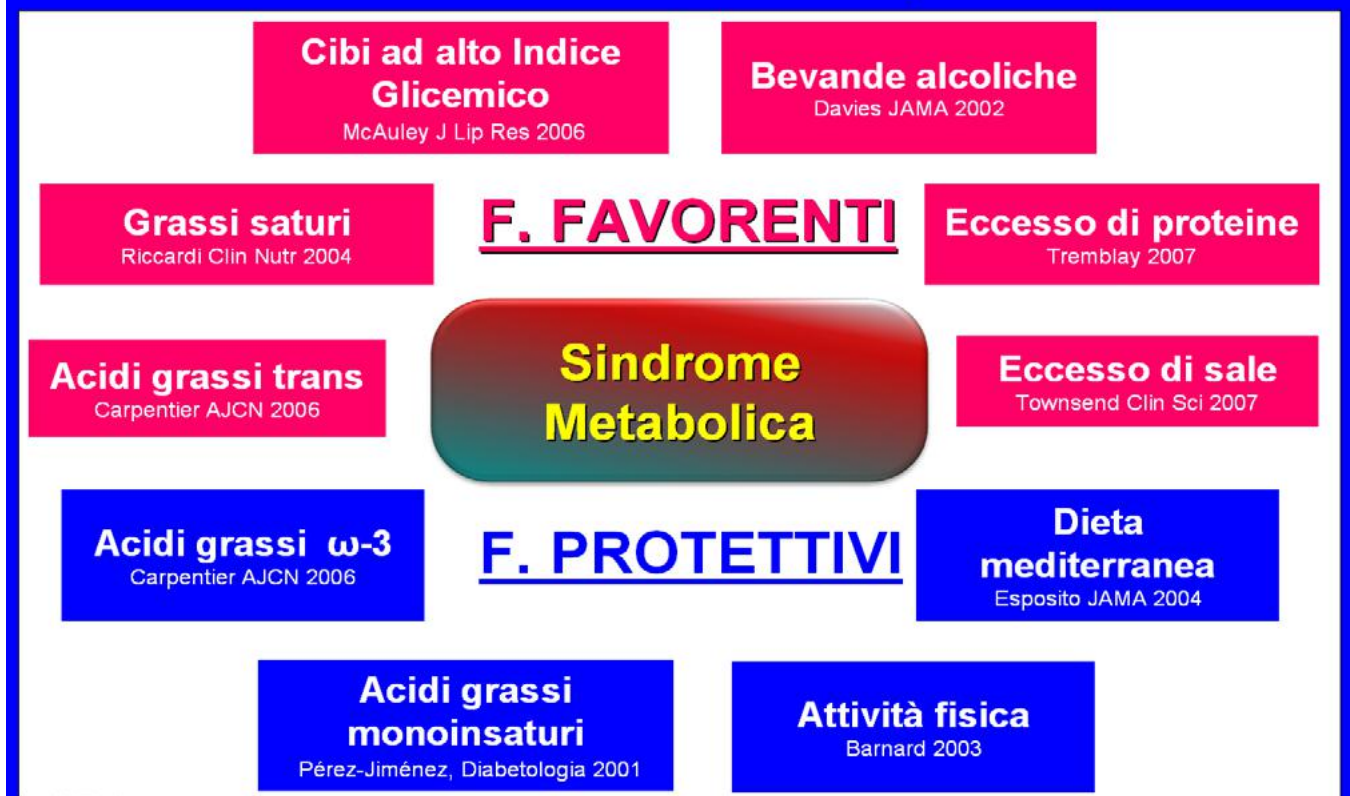 Cibi ad alto Indice
Glicemico
McAuley J Lip Res 2006
Bevande alcoliche
Davies JAMA 2002
Grassi saturi
Riccardi Clin Nutr 2004
F. FAVORENTI
Eccesso di proteine
Tremblay 2007
Acidi grassi trans
Carpentier AJCN 2006
Sindrome
Metabolica
Eccesso di sale
Townsend Clin Sci 2007
Acidi grassi ω-3
Carpentier AJCN 2006
F. PROTETTIVI
Dieta
mediterranea
Esposito JAMA 2004
Acidi grassi
monoinsaturi
Pérez-Jiménez, Diabetologia 2001
Attività fisica
Barnard 2003